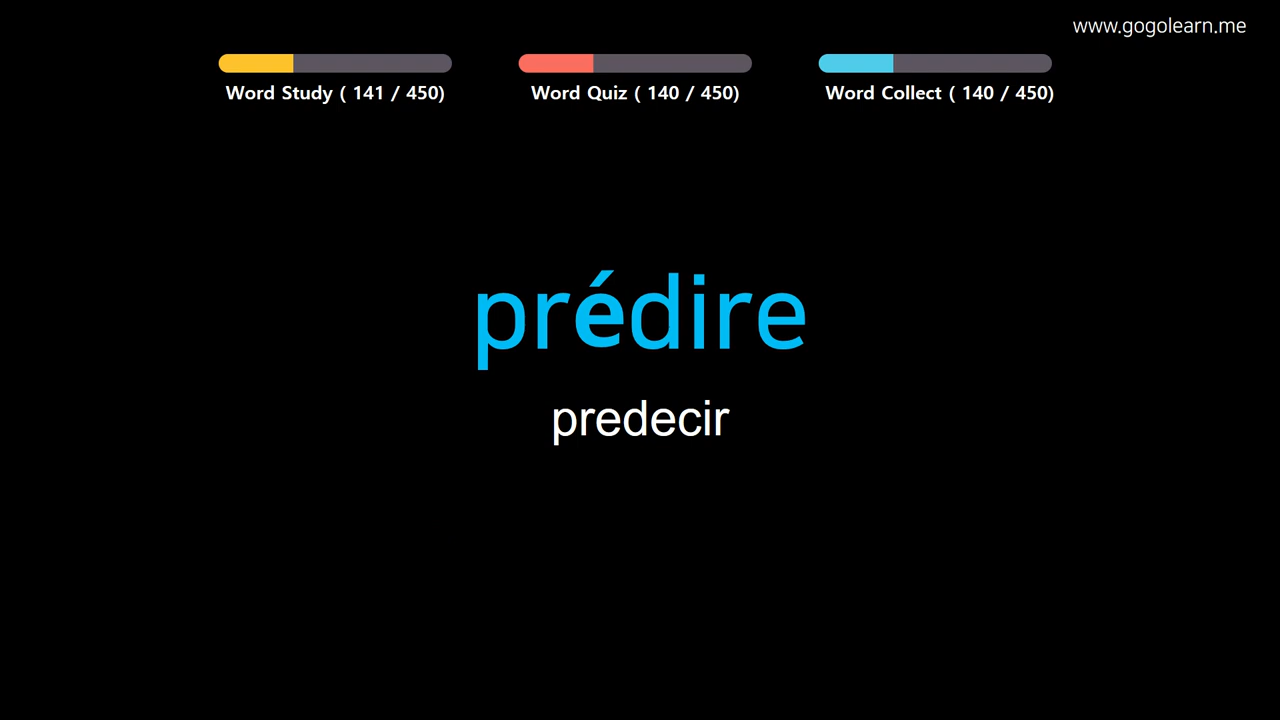 www.gogolearn.me
Word Study ( 141 / 450)
Word Quiz ( 140 / 450)
Word Collect ( 140 / 450)
prédire
predecir